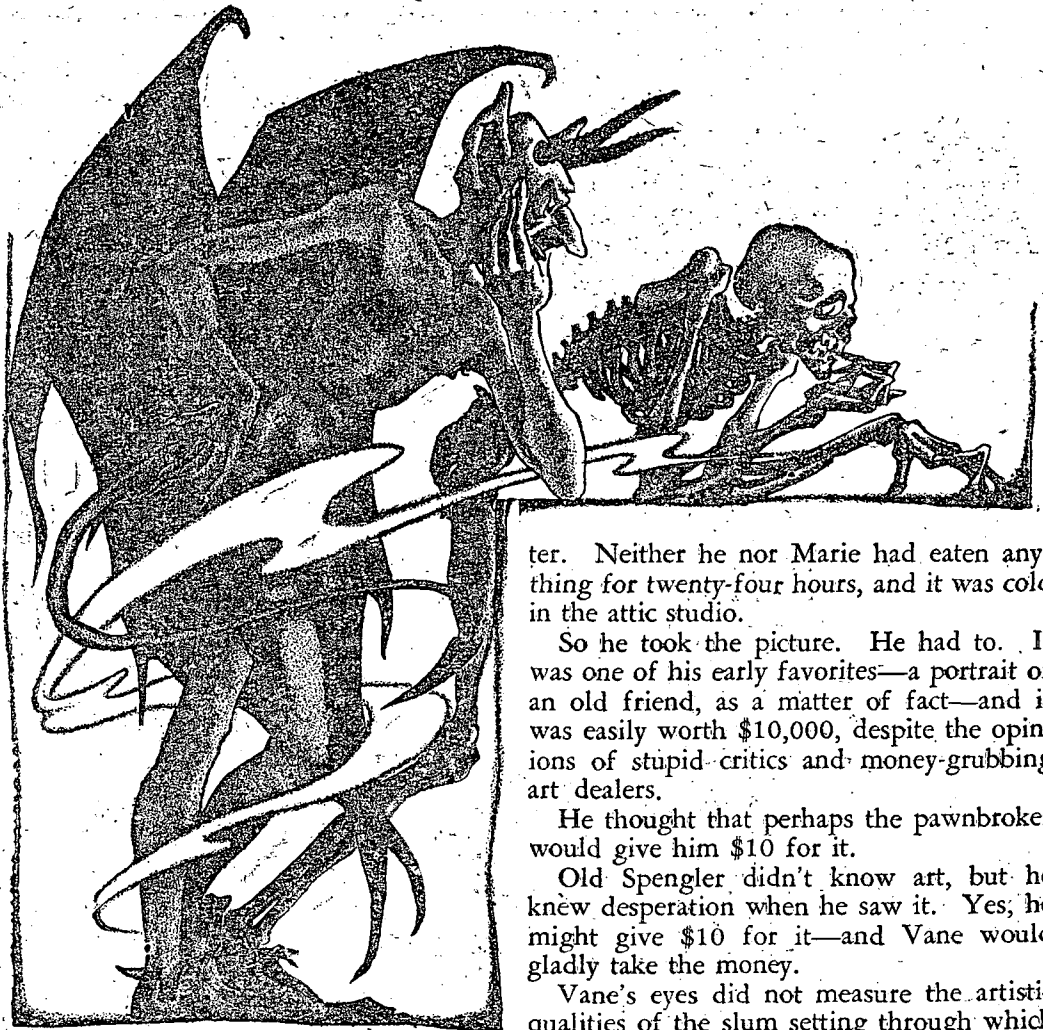 ter. Neither he nor Marie had eaten any
thing for twenty-four hours, and it was cold
in the attic studio.
So he took the picture. He had to. I
was one of his early favorites—a portrait of
an old friend, as a matter of fact—and i
was easily worth $10,000, despite the opin
ions of stupid critics and money-grubbing
art dealers.
He thought that perhaps the pawnbroke
would give him $10 for it.
Old Spengler didn't know art, but he
knew desperation when he saw it. Yes, he
might give $10 for it—and Vane would
gladly take the money.
Vane's eyes did not measure the artisti
qualities of the slum setting through which